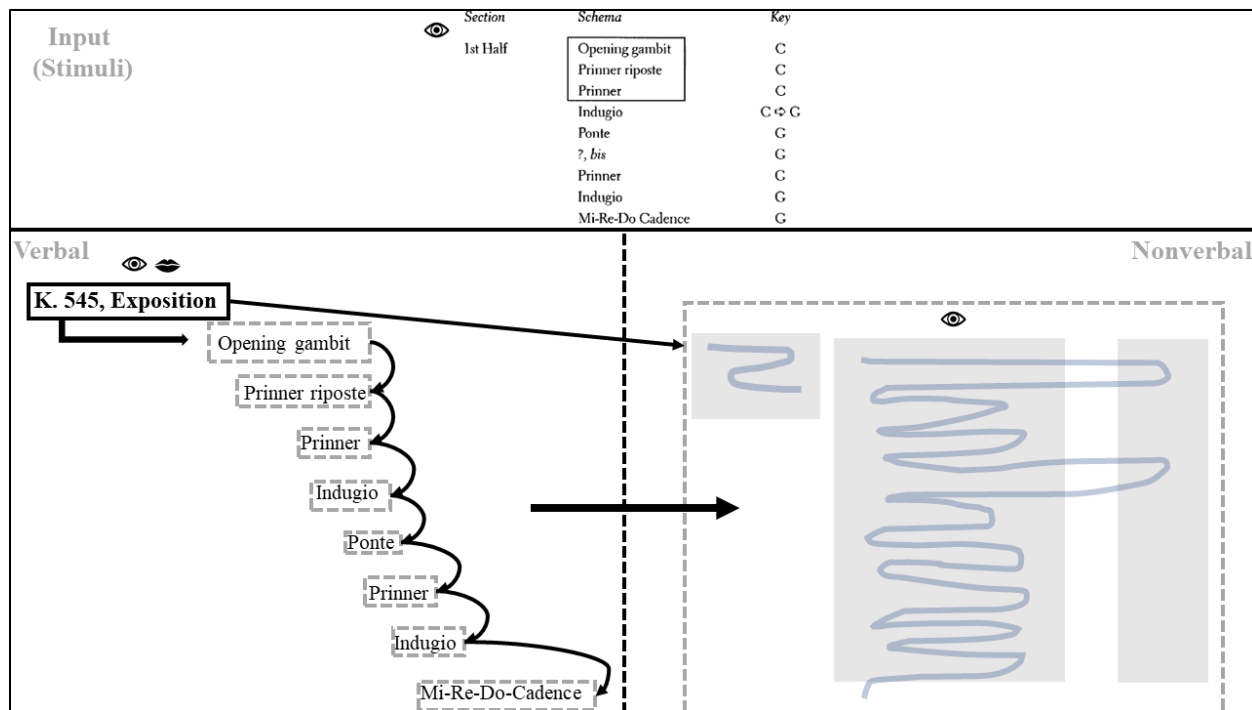 Input
(Stimuli)
Section Schema Key
1st Half Opening gambit C
Prinner riposte C
Prinner C
Indugio C ➪ G
Ponte G
?, bis G
Prinner G
Indugio G
Mi-Re-Do Cadence G
Verbal
Nonverbal
K. 545, Exposition
Opening gambit
Prinner riposte
Prinner
Indugio
Ponte
Prinner
Indugio
Mi-Re-Do-Cadence